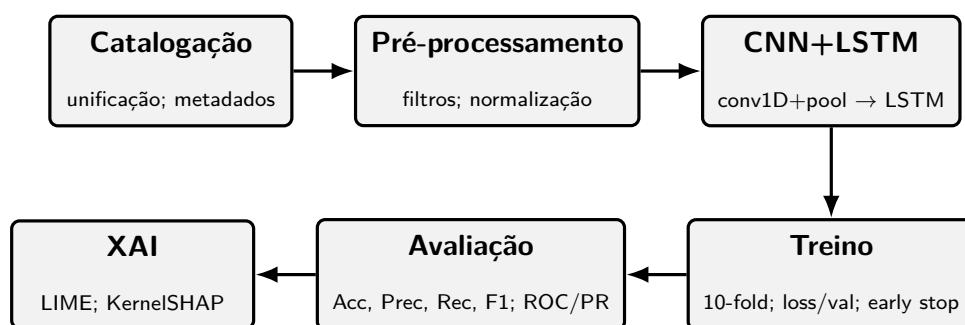 Catalogação
unificação; metadados
Pré-processamento
filtros; normalização
CNN+LSTM
conv1D+pool → LSTM
Treino
10-fold; loss/val; early stop
Avaliação
Acc, Prec, Rec, F1; ROC/PR
XAI
LIME; KernelSHAP